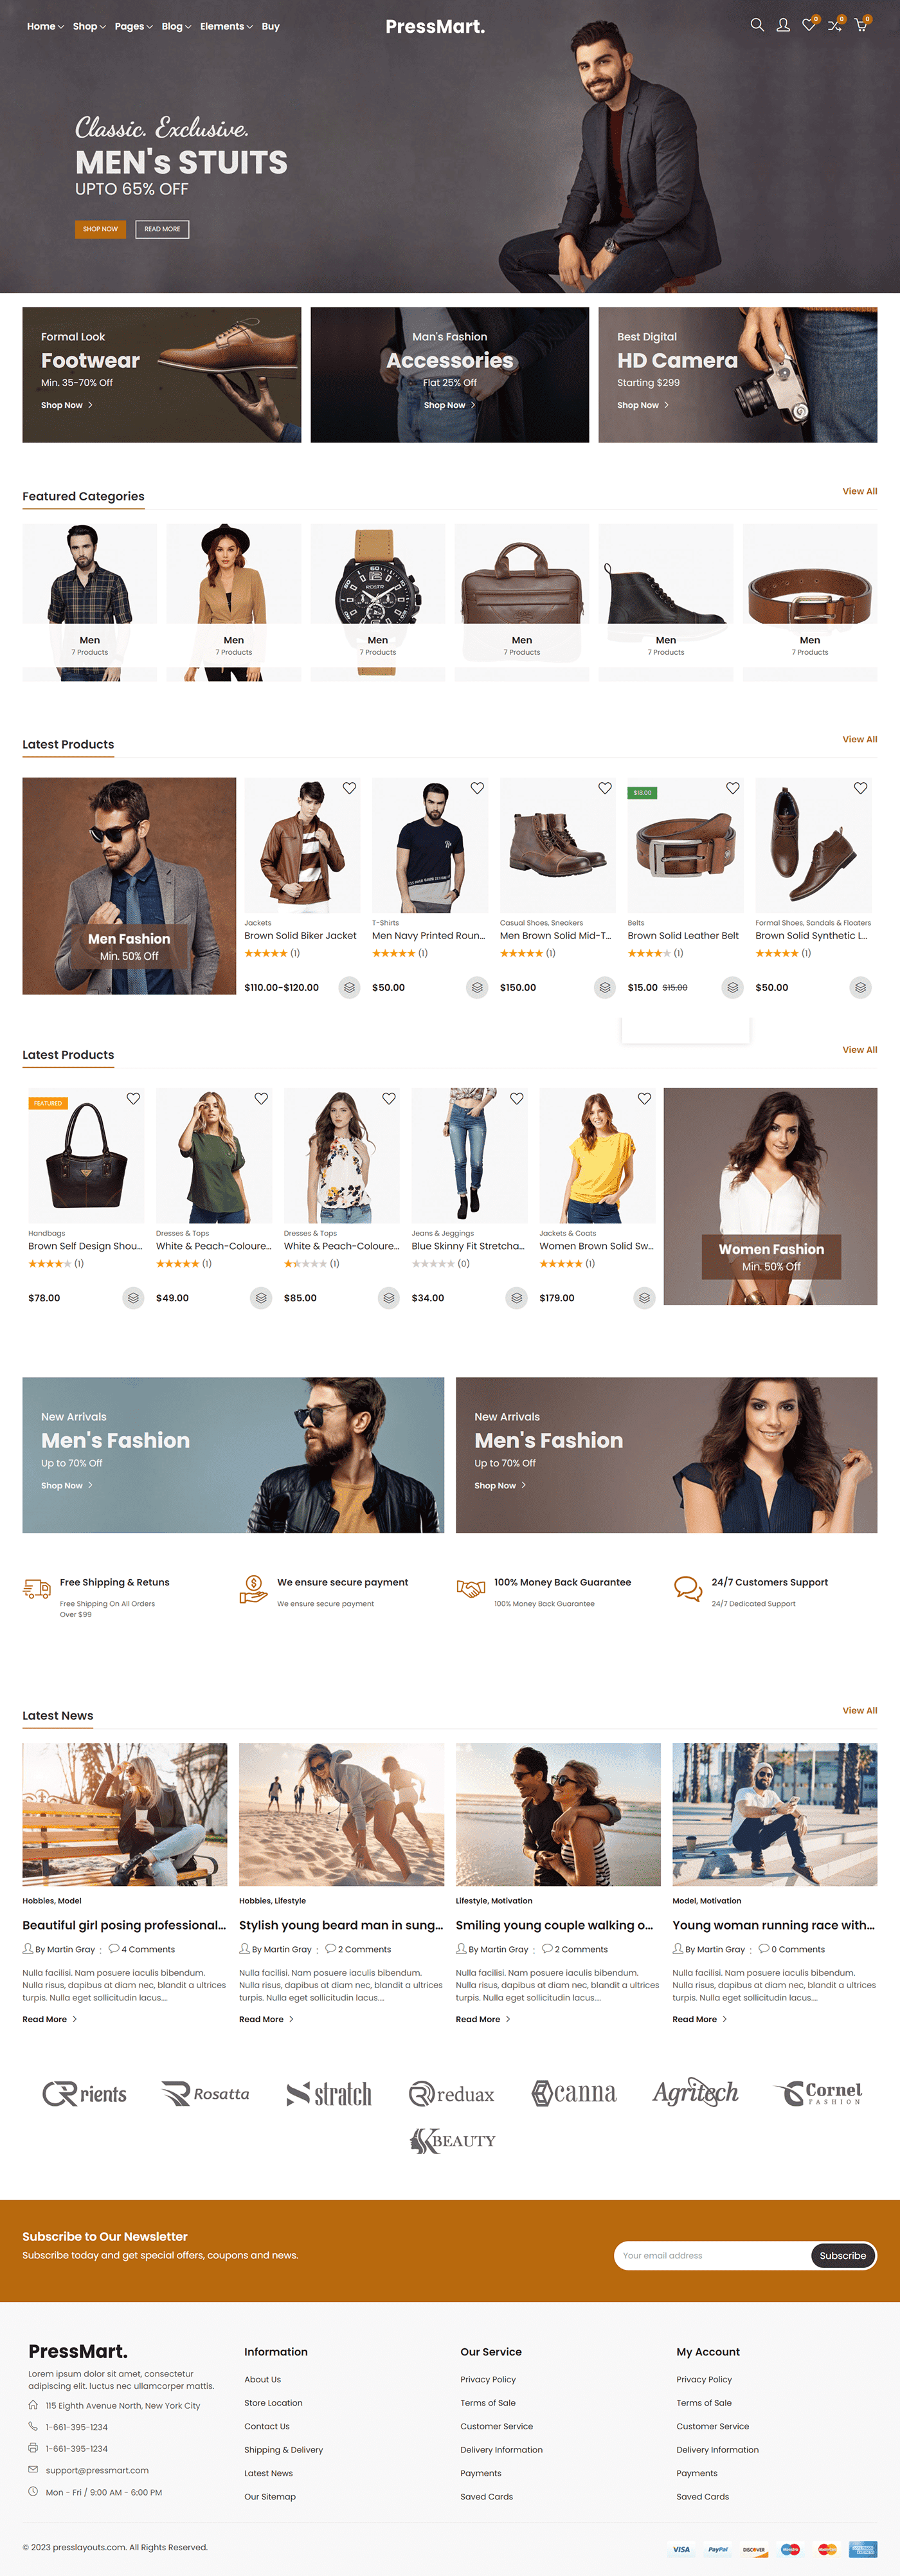 Home Shop Pages Blog Elements Buy
PressMart.
0 0 0
Classic. Exclusive.
MEN's STUITS
UPTO 65% OFF
SHOP NOW READ MORE
Formal Look
Footwear
Min. 35-70% Off
Shop Now
Man's Fashion
Accessories
Flat 25% Off
Shop Now
Best Digital
HD Camera
Starting $299
Shop Now
Featured Categories
View All
Men
7 Products
Men
7 Products
Men
7 Products
Men
7 Products
Men
7 Products
Men
7 Products
Latest Products
View All
Men Fashion
Min. 50% Off
Jackets
Brown Solid Biker Jacket
(1)
$110.00-$120.00
T-Shirts
Men Navy Printed Roun...
(1)
$50.00
Casual Shoes, Sneakers
Men Brown Solid Mid-T...
(1)
$150.00
$18.00
Belts
Brown Solid Leather Belt
(1)
$15.00 $15.00
Formal Shoes, Sandals & Floaters
Brown Solid Synthetic L...
(1)
$50.00
Latest Products
View All
FEATURED
Handbags
Brown Self Design Shou...
(1)
$78.00
Dresses & Tops
White & Peach-Coloure...
(1)
$49.00
Dresses & Tops
White & Peach-Coloure...
(1)
$85.00
Jeans & Jeggings
Blue Skinny Fit Stretcha...
(0)
$34.00
Jackets & Coats
Women Brown Solid Sw...
(1)
$179.00
Women Fashion
Min. 50% Off
New Arrivals
Men's Fashion
Up to 70% Off
Shop Now
New Arrivals
Men's Fashion
Up to 70% Off
Shop Now
Free Shipping & Retuns
Free Shipping On All Orders
Over $99
We ensure secure payment
We ensure secure payment
100% Money Back Guarantee
100% Money Back Guarantee
24/7 Customers Support
24/7 Dedicated Support
Latest News
View All
Hobbies, Model
Beautiful girl posing professional...
By Martin Gray : 4 Comments
Nulla facilisi. Nam posuere iaculis bibendum.
Nulla risus, dapibus at diam nec, blandit a ultrices
turpis. Nulla eget sollicitudin lacus....
Read More
Hobbies, Lifestyle
Stylish young beard man in sung...
By Martin Gray : 2 Comments
Nulla facilisi. Nam posuere iaculis bibendum.
Nulla risus, dapibus at diam nec, blandit a ultrices
turpis. Nulla eget sollicitudin lacus....
Read More
Lifestyle, Motivation
Smiling young couple walking o...
By Martin Gray : 2 Comments
Nulla facilisi. Nam posuere iaculis bibendum.
Nulla risus, dapibus at diam nec, blandit a ultrices
turpis. Nulla eget sollicitudin lacus....
Read More
Model, Motivation
Young woman running race with...
By Martin Gray : 0 Comments
Nulla facilisi. Nam posuere iaculis bibendum.
Nulla risus, dapibus at diam nec, blandit a ultrices
turpis. Nulla eget sollicitudin lacus....
Read More
ORrients Rosatta Stratch reduax canna Agritech Cornel
FASHION
BEAUTY
Subscribe to Our Newsletter
Subscribe today and get special offers, coupons and news.
Your email address Subscribe
PressMart.
Lorem ipsum dolor sit amet, consectetur
adipiscing elit. luctus nec ullamcorper mattis.
115 Eighth Avenue North, New York City
1-661-395-1234
1-661-395-1234
support@pressmart.com
Mon - Fri / 9:00 AM - 6:00 PM
Information
About Us
Store Location
Contact Us
Shipping & Delivery
Latest News
Our Sitemap
Our Service
Privacy Policy
Terms of Sale
Customer Service
Delivery Information
Payments
Saved Cards
My Account
Privacy Policy
Terms of Sale
Customer Service
Delivery Information
Payments
Saved Cards
© 2023 presslayouts.com. All Rights Reserved.
VISA PayPal DISCOVER